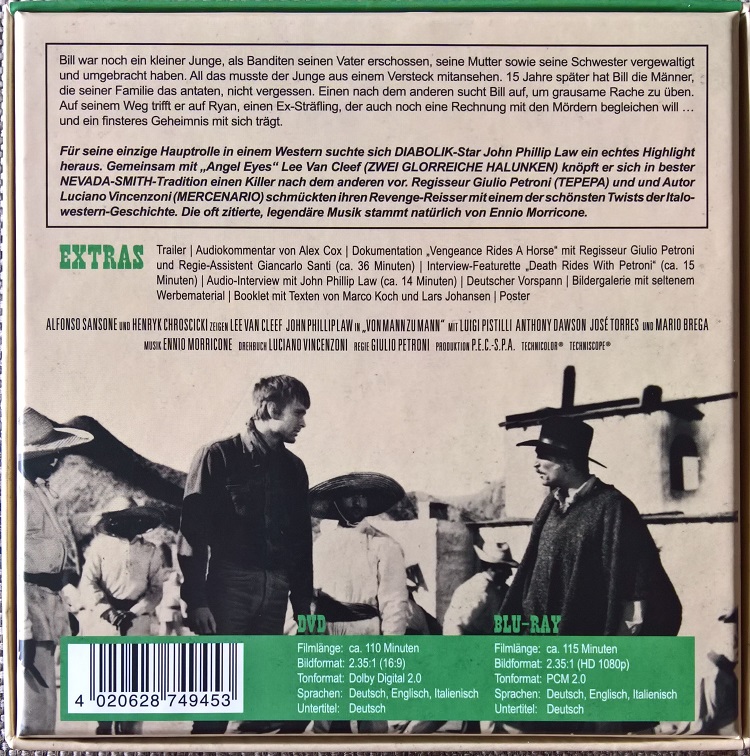 Bill war noch ein kleiner Junge, als Banditen seinen Vater erschossen, seine Mutter sowie seine Schwester vergewaltigt
und umgebracht haben. All das musste der Junge aus einem Versteck mitansehen. 15 Jahre später hat Bill die Männer,
die seiner Familie das antaten, nicht vergessen. Einen nach dem anderen sucht Bill auf, um grausame Rache zu üben.
Auf seinem Weg trifft er auf Ryan, einen Ex-Sträfling, der auch noch eine Rechnung mit den Mördern begleichen will ...
und ein finsteres Geheimnis mit sich trägt.
Für seine einzige Hauptrolle in einem Western suchte sich DIABOLIK-Star John Phillip Law ein echtes Highlight
heraus. Gemeinsam mit „Angel Eyes“ Lee Van Cleef (ZWEI GLORREICHE HALUNKEN) knöpft er sich in bester
NEVADA-SMITH-Tradition einen Killer nach dem anderen vor. Regisseur Giulio Petroni (TEPEPA) und und Autor
Luciano Vincenzoni (MERCENARIO) schmückten ihren Revenge-Reisser mit einem der schönsten Twists der Italo-
western-Geschichte. Die oft zitierte, legendäre Musik stammt natürlich von Ennio Morricone.
EXTRAS
Trailer | Audiokommentar von Alex Cox | Dokumentation „Vengeance Rides A Horse“ mit Regisseur Giulio Petroni
und Regie-Assistent Giancarlo Santi (ca. 36 Minuten) | Interview-Featurette „Death Rides With Petroni“ (ca. 15
Minuten) | Audio-Interview mit John Phillip Law (ca. 14 Minuten) | Deutscher Vorspann | Bildergalerie mit seltenem
Werbematerial | Booklet mit Texten von Marco Koch und Lars Johansen | Poster
ALFONSO SANSONE UND HENRYK CHROSCICKI ZEIGEN LEE VAN CLEEF JOHN PHILLIP LAW IN „VON MANN ZU MANN“ MIT LUIGI PISTILLI ANTHONY DAWSON JOSÉ TORRES UND MARIO BREGA
MUSIK ENNIO MORRICONE DREHBUCH LUCIANO VINCENZONI REGIE GIULIO PETRONI PRODUKTION P.E.C.-S.P.A. TECHNICOLOR® TECHNISCOPE®
DVD
Filmlänge: ca. 110 Minuten
Bildformat: 2.35:1 (16:9)
Tonformat: Dolby Digital 2.0
Sprachen: Deutsch, Englisch, Italienisch
Untertitel: Deutsch
BLU-RAY
Filmlänge: ca. 115 Minuten
Bildformat: 2.35:1 (HD 1080p)
Tonformat: PCM 2.0
Sprachen: Deutsch, Englisch, Italienisch
Untertitel: Deutsch
4 020628 749453